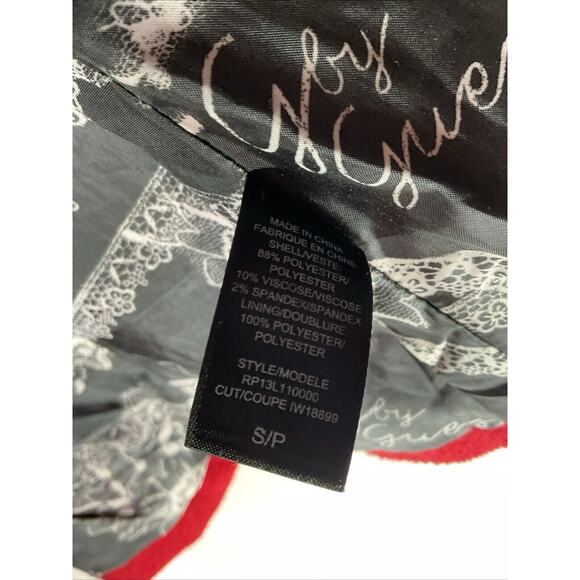 G by Guess
MADE IN CHINA
FABRIQUE EN CHINE
SHELL/VESTE:
88% POLYESTER/
POLYESTER
10% VISCOSE/VISCOSE
2% SPANDEX/SPANDEX
LINING/DOUBLURE:
100% POLYESTER/
POLYESTER
STYLE/MODELE
RP13L110000
CUT/COUPE IW18699
S/P
by
Guess